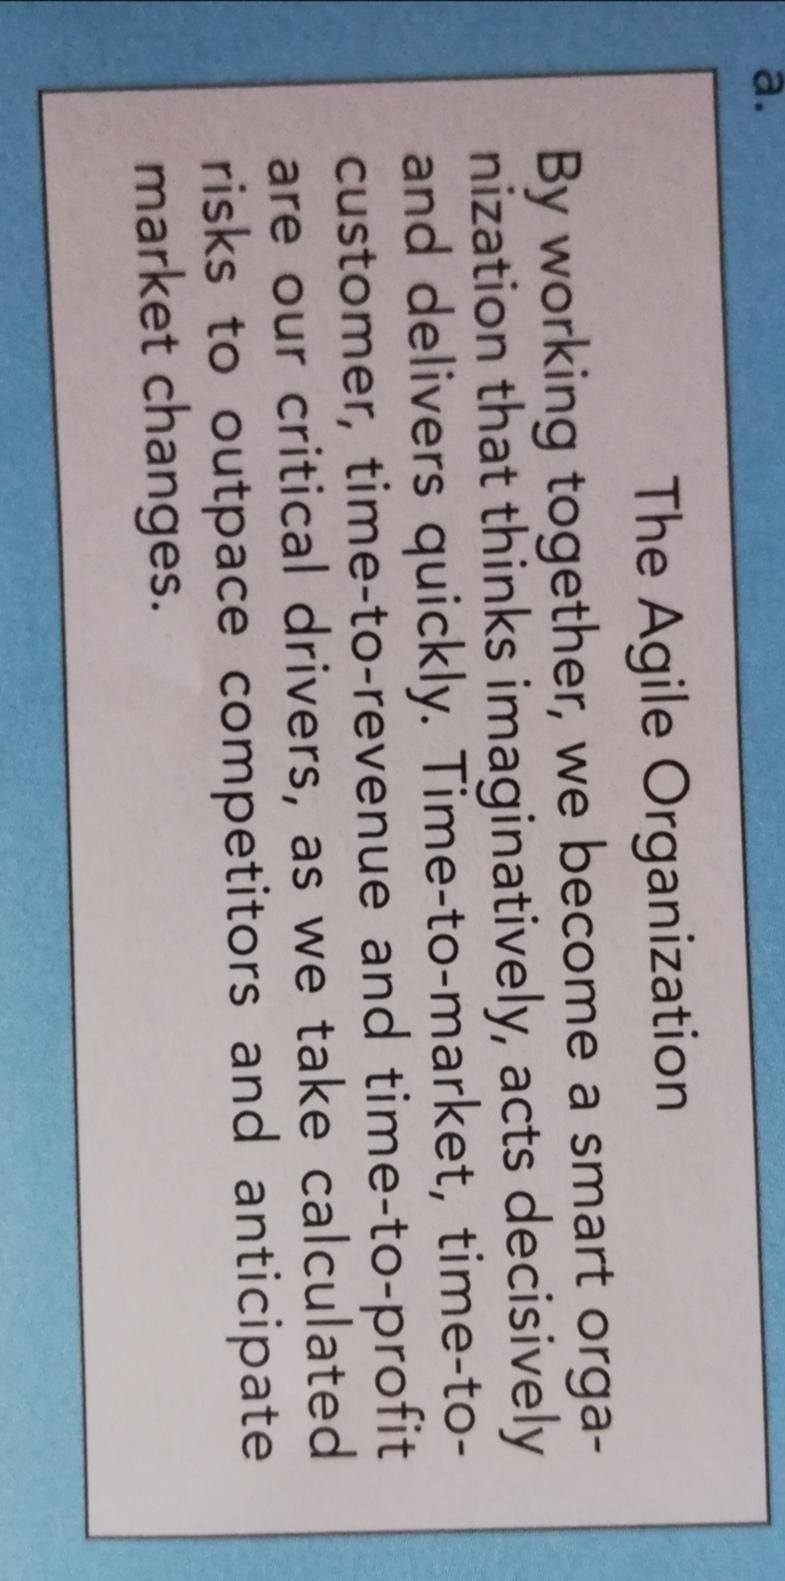 a.
The Agile Organization
By working together, we become a smart orga-
nization that thinks imaginatively, acts decisively
and delivers quickly. Time-to-market, time-to-
customer, time-to-revenue and time-to-profit
are our critical drivers, as we take calculated
risks to outpace competitors and anticipate
market changes.